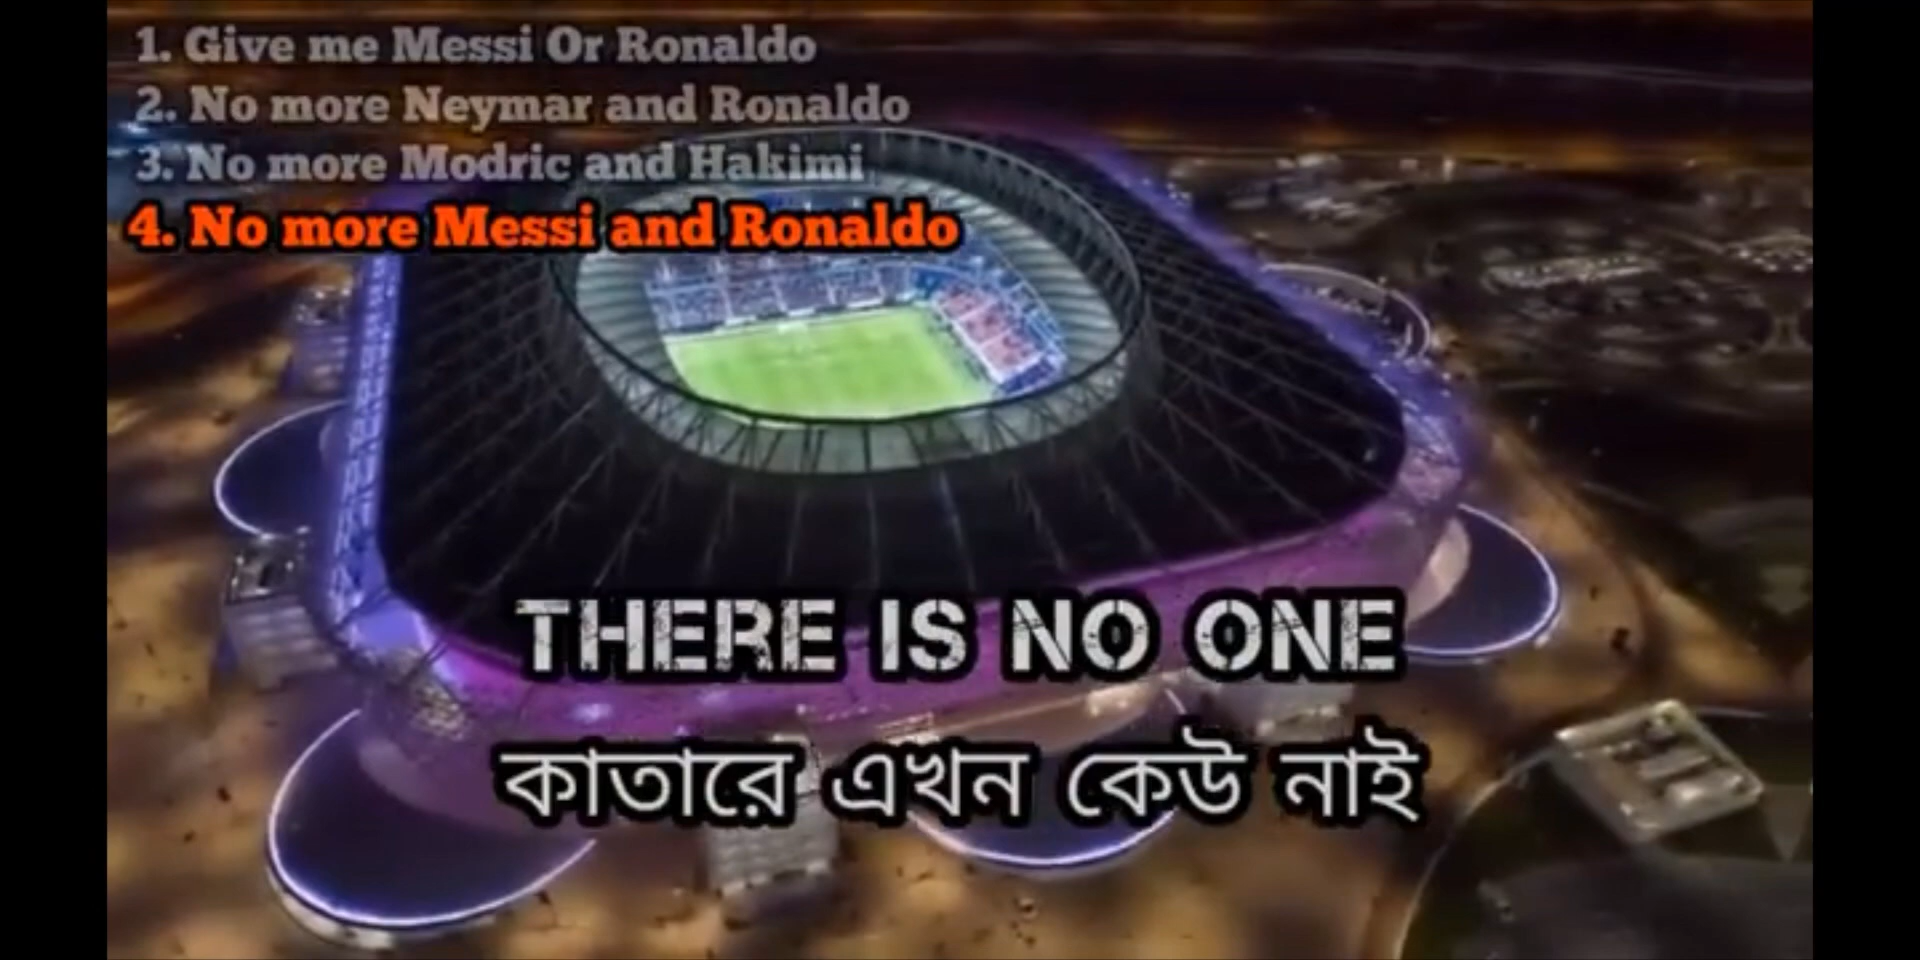 1. Give me Messi Or Ronaldo
2. No more Neymar and Ronaldo
3. No more Modric and Hakimi
4. No more Messi and Ronaldo
THERE IS NO ONE
কাতারে এখন কেউ নাই